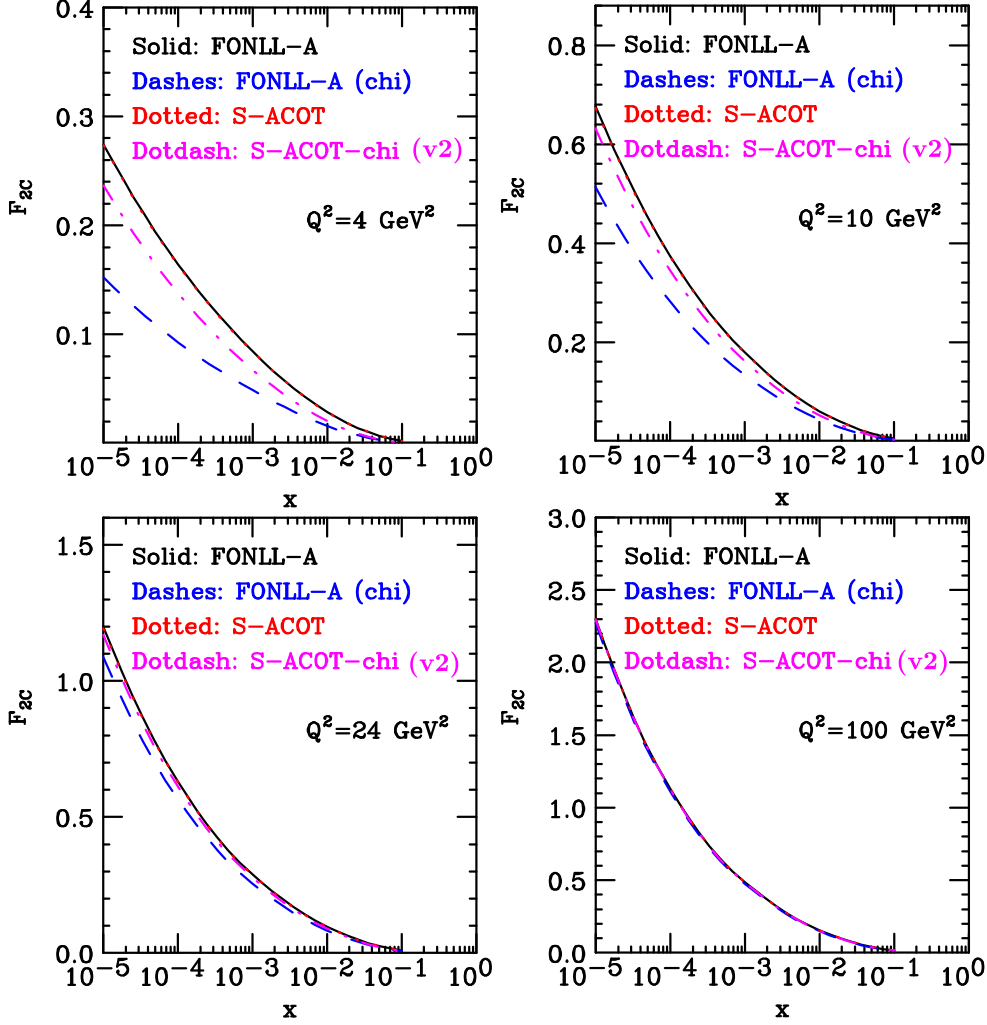 0.4
Solid: FONLL-A
Dashes: FONLL-A (chi)
0.3
Dotted: S-ACOT
Dotdash: S-ACOT-chi (v2)
F2C
0.2
Q²=4 GeV²
0.1
10⁻⁵ 10⁻⁴ 10⁻³ 10⁻² 10⁻¹ 10⁰
x
0.8
Solid: FONLL-A
Dashes: FONLL-A (chi)
Dotted: S-ACOT
0.6
Dotdash: S-ACOT-chi (v2)
F2C
Q²=10 GeV²
0.4
0.2
10⁻⁵ 10⁻⁴ 10⁻³ 10⁻² 10⁻¹ 10⁰
x
1.5
Solid: FONLL-A
Dashes: FONLL-A (chi)
Dotted: S-ACOT
Dotdash: S-ACOT-chi (v2)
1.0
F2C
Q²=24 GeV²
0.5
0.0
10⁻⁵ 10⁻⁴ 10⁻³ 10⁻² 10⁻¹ 10⁰
x
3.0
Solid: FONLL-A
2.5
Dashes: FONLL-A (chi)
Dotted: S-ACOT
2.0
Dotdash: S-ACOT-chi (v2)
F2C
1.5
Q²=100 GeV²
1.0
0.5
0.0
10⁻⁵ 10⁻⁴ 10⁻³ 10⁻² 10⁻¹ 10⁰
x